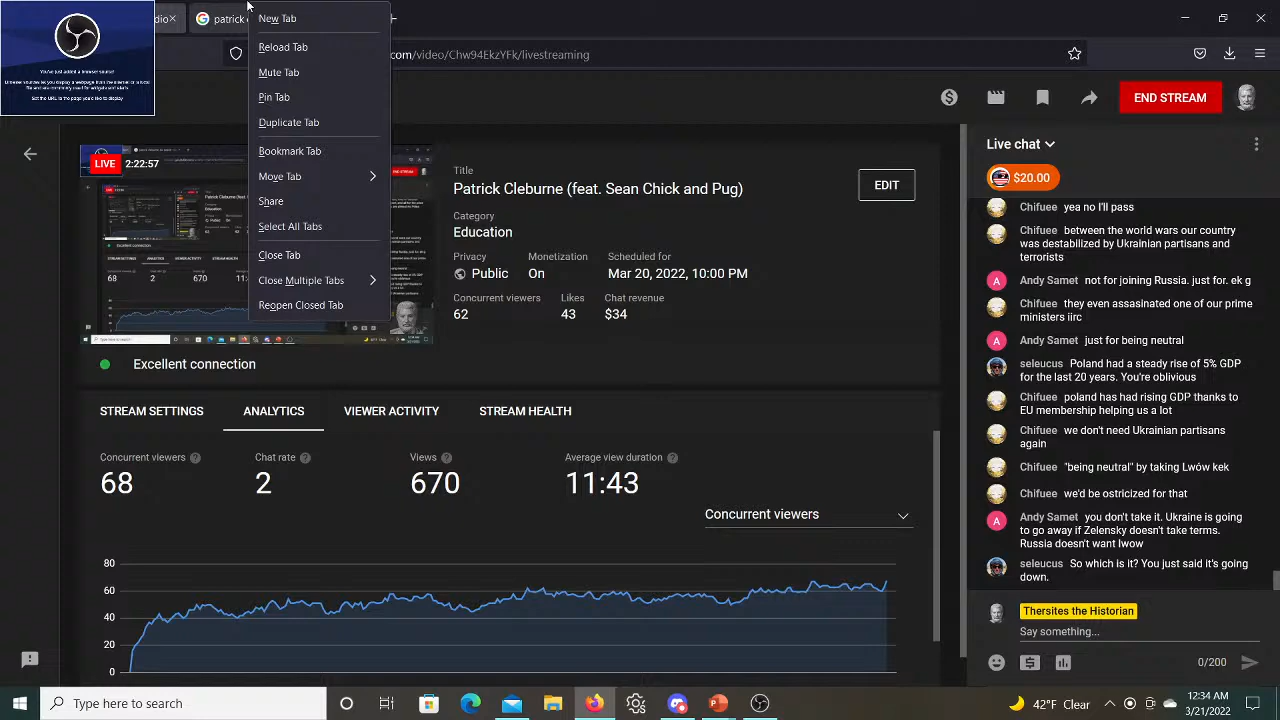 dio
patrick
New Tab
Reload Tab
Mute Tab
Pin Tab
Duplicate Tab
Bookmark Tab
Move Tab
Share
Select All Tabs
Close Tab
Close Multiple Tabs
Reopen Closed Tab
You've just added a browser source!
.com/video/Chv94EkzYEk/livestreaming
END STREAM
LIVE
2:22:57
Title
Patrick Cleburne (feat. Sean Chick and Pug)
Category
Education
Public
On
Mar 20, 2022, 10:00 PM
Concurrent viewers
62
43
Chat revenue
$34
Excellent connection
STREAM SETTINGS
ANALYTICS
VIEWER ACTIVITY
STREAM HEALTH
Concurrent viewers
68
Chat rate
2
Views
670
Average view duration
11:43
Concurrent viewers
80
60
40
20
0
Live chat
$20.00
Chifuee yea no I'll pass
Chifuee between the world wars our country
was destabilised by ukrainian partisans and
terrorists
Andy Samet not joining Russia just for. e g
Chifuee they even assasinated one of our prime
ministers iirc
Andy Samet just for being neutral
seleucus Poland had a steady rise of 5% GDP
for the last 20 years. You're oblivious
Chifuee poland has had rising GDP thanks to
EU membership helping us a lot
Chifuee we don't need Ukrainian partisans
again
Chifuee "being neutral" by taking Lwów kek
Chifuee we'd be ostricized for that
Andy Samet you don't take it. Ukraine is going
to go away if Zelensky doesn't take terms.
Russia doesn't want lwow
seleucus So which is it? You just said it's going
down.
Thersites the Historian
Say something...
0/200
Type here to search
42°F Clear
12:34 AM
3/21/2022